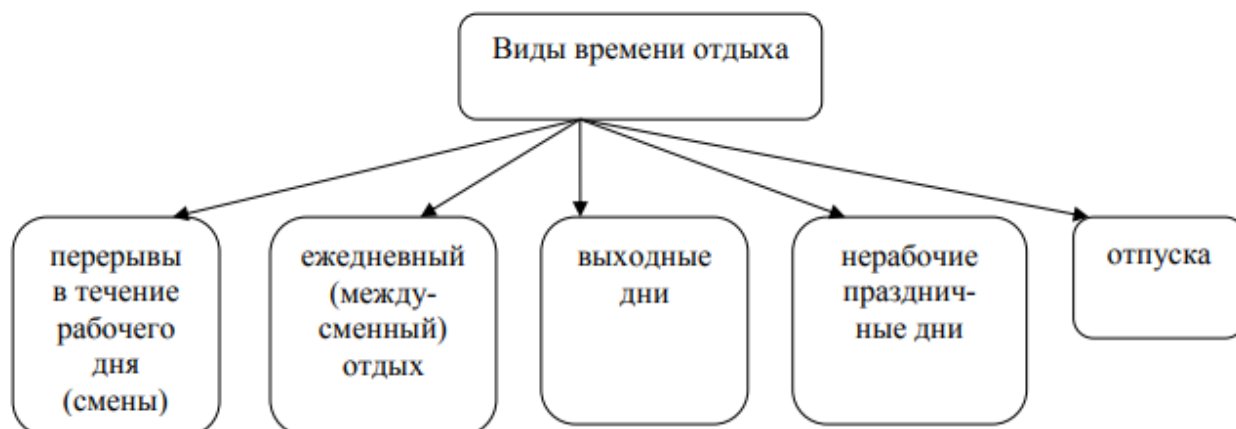 Виды времени отдыха
перерывы
в течение
рабочего
дня
(смены)
ежедневный
(между-
сменный)
отдых
выходные
дни
нерабочие
празднич-
ные дни
отпуска